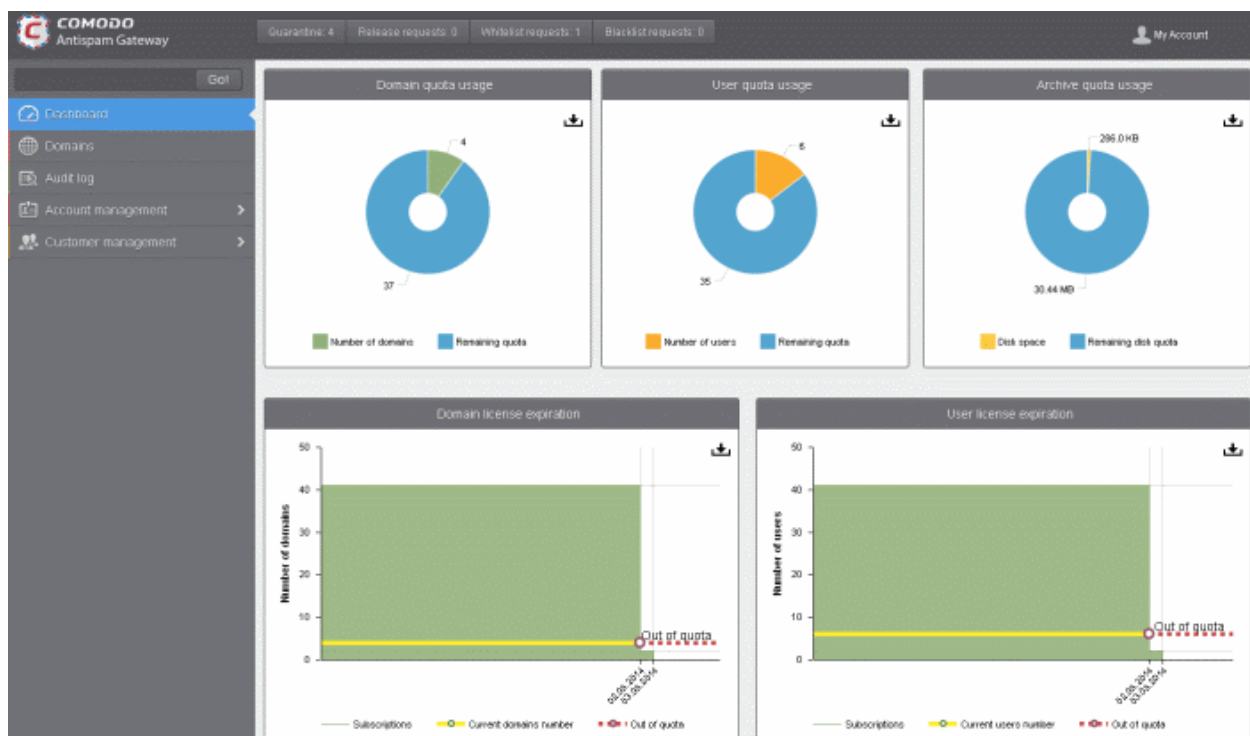 COMODO
Antispam Gateway
Quarantine: 4
Release requests: 0
Whitelist requests: 1
Blacklist requests: 0
My Account
Go!
Dashboard
Domains
Audit log
Account management
Customer management
Domain quota usage
4
37
Number of domains
Remaining quota
User quota usage
6
35
Number of users
Remaining quota
Archive quota usage
286.0 KB
30.44 MB
Disk space
Remaining disk quota
Domain license expiration
Number of domains
50
40
30
20
10
0
Out of quota
Subscriptions
Current domains number
Out of quota
User license expiration
Number of users
50
40
30
20
10
0
Out of quota
Subscriptions
Current users number
Out of quota